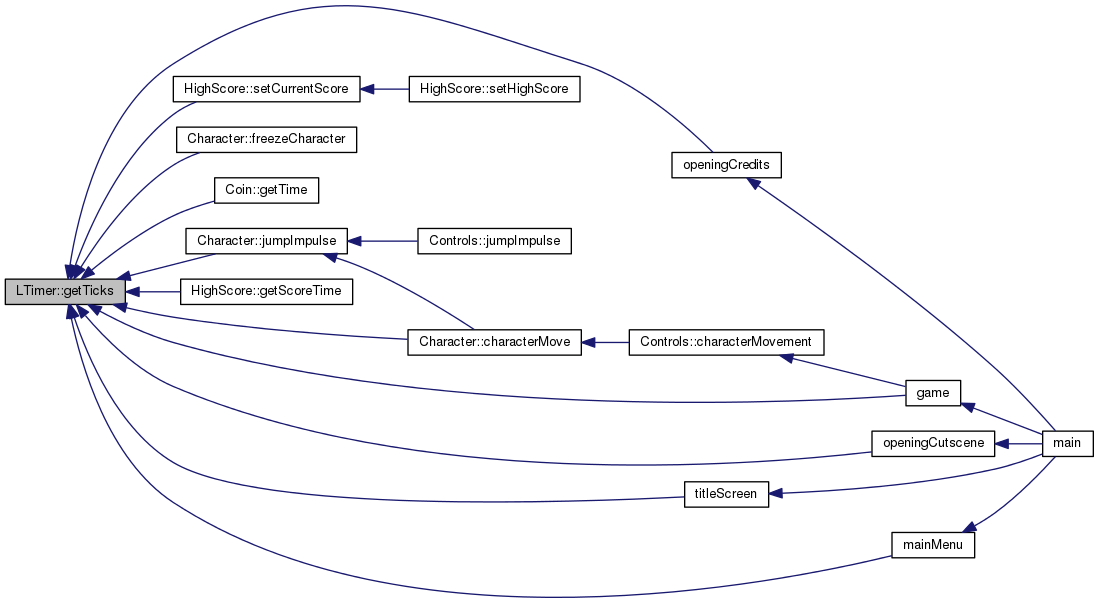 HighScore::setCurrentScore
HighScore::setHighScore
Character::freezeCharacter
openingCredits
Coin::getTime
Character::jumpImpulse
Controls::jumpImpulse
LTimer::getTicks
HighScore::getScoreTime
Character::characterMove
Controls::characterMovement
game
openingCutscene
main
titleScreen
mainMenu